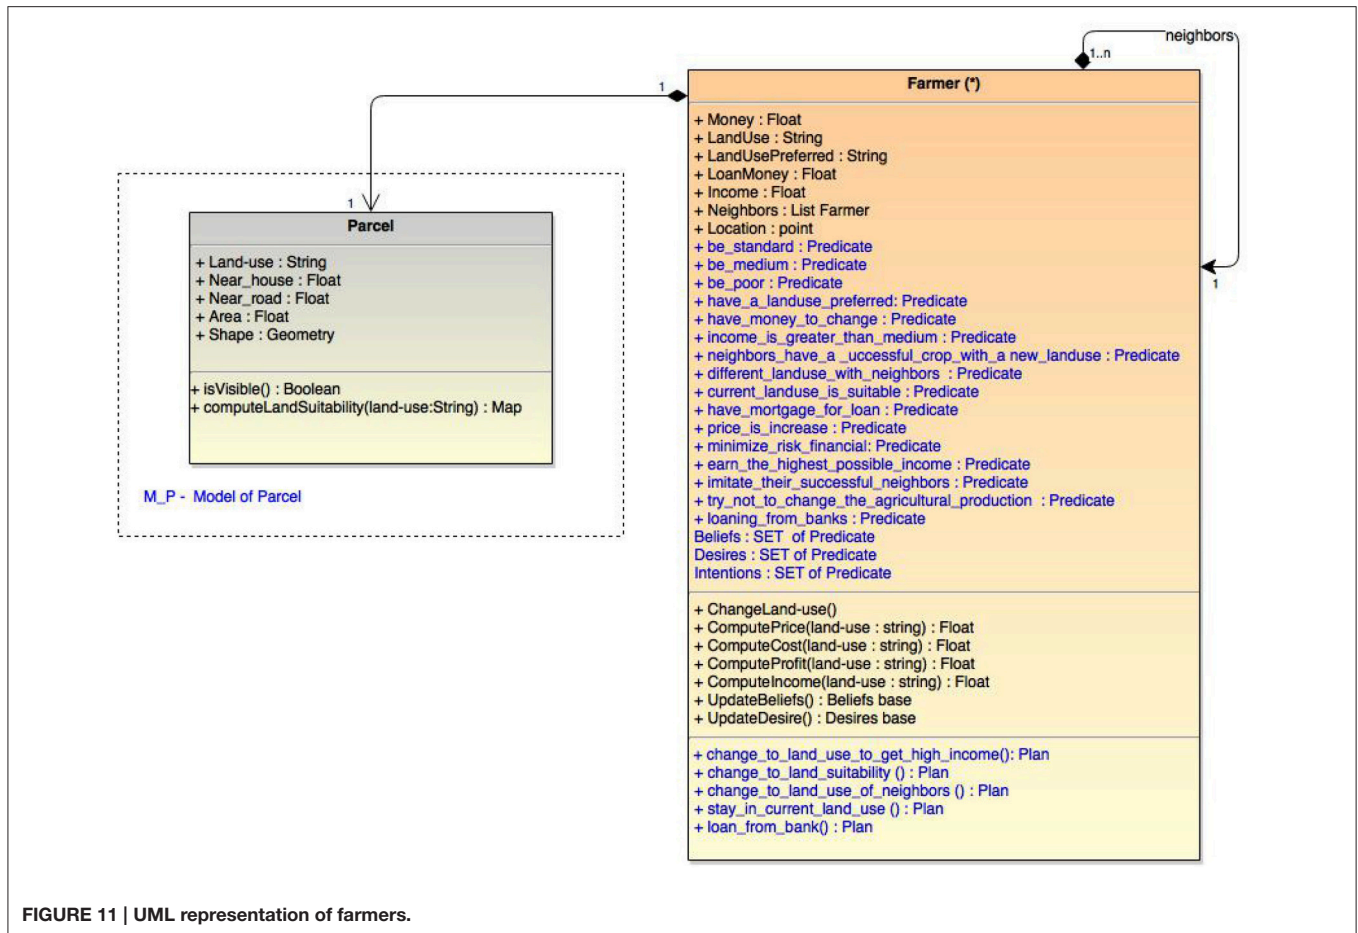 neighbors
1..n
1
Farmer (*)
+ Money : Float
+ LandUse : String
+ LandUsePreferred : String
+ LoanMoney : Float
+ Income : Float
+ Neighbors : List Farmer
+ Location : point
+ be_standard : Predicate
+ be_medium : Predicate
+ be_poor : Predicate
+ have_a_landuse_preferred: Predicate
+ have_money_to_change : Predicate
+ income_is_greater_than_medium : Predicate
+ neighbors_have_a _uccessful_crop_with_a new_landuse : Predicate
+ different_landuse_with_neighbors : Predicate
+ current_landuse_is_suitable : Predicate
+ have_mortgage_for_loan : Predicate
+ price_is_increase : Predicate
+ minimize_risk_financial: Predicate
+ earn_the_highest_possible_income : Predicate
+ imitate_their_successful_neighbors : Predicate
+ try_not_to_change_the_agricultural_production : Predicate
+ loaning_from_banks : Predicate
Beliefs : SET of Predicate
Desires : SET of Predicate
Intentions : SET of Predicate
+ ChangeLand-use()
+ ComputePrice(land-use : string) : Float
+ ComputeCost(land-use : string) : Float
+ ComputeProfit(land-use : string) : Float
+ ComputeIncome(land-use : string) : Float
+ UpdateBeliefs() : Beliefs base
+ UpdateDesire() : Desires base
+ change_to_land_use_to_get_high_income(): Plan
+ change_to_land_suitability () : Plan
+ change_to_land_use_of_neighbors () : Plan
+ stay_in_current_land_use () : Plan
+ loan_from_bank() : Plan
1
1
Parcel
+ Land-use : String
+ Near_house : Float
+ Near_road : Float
+ Area : Float
+ Shape : Geometry
+ isVisible() : Boolean
+ computeLandSuitability(land-use:String) : Map
M_P - Model of Parcel
FIGURE 11 | UML representation of farmers.